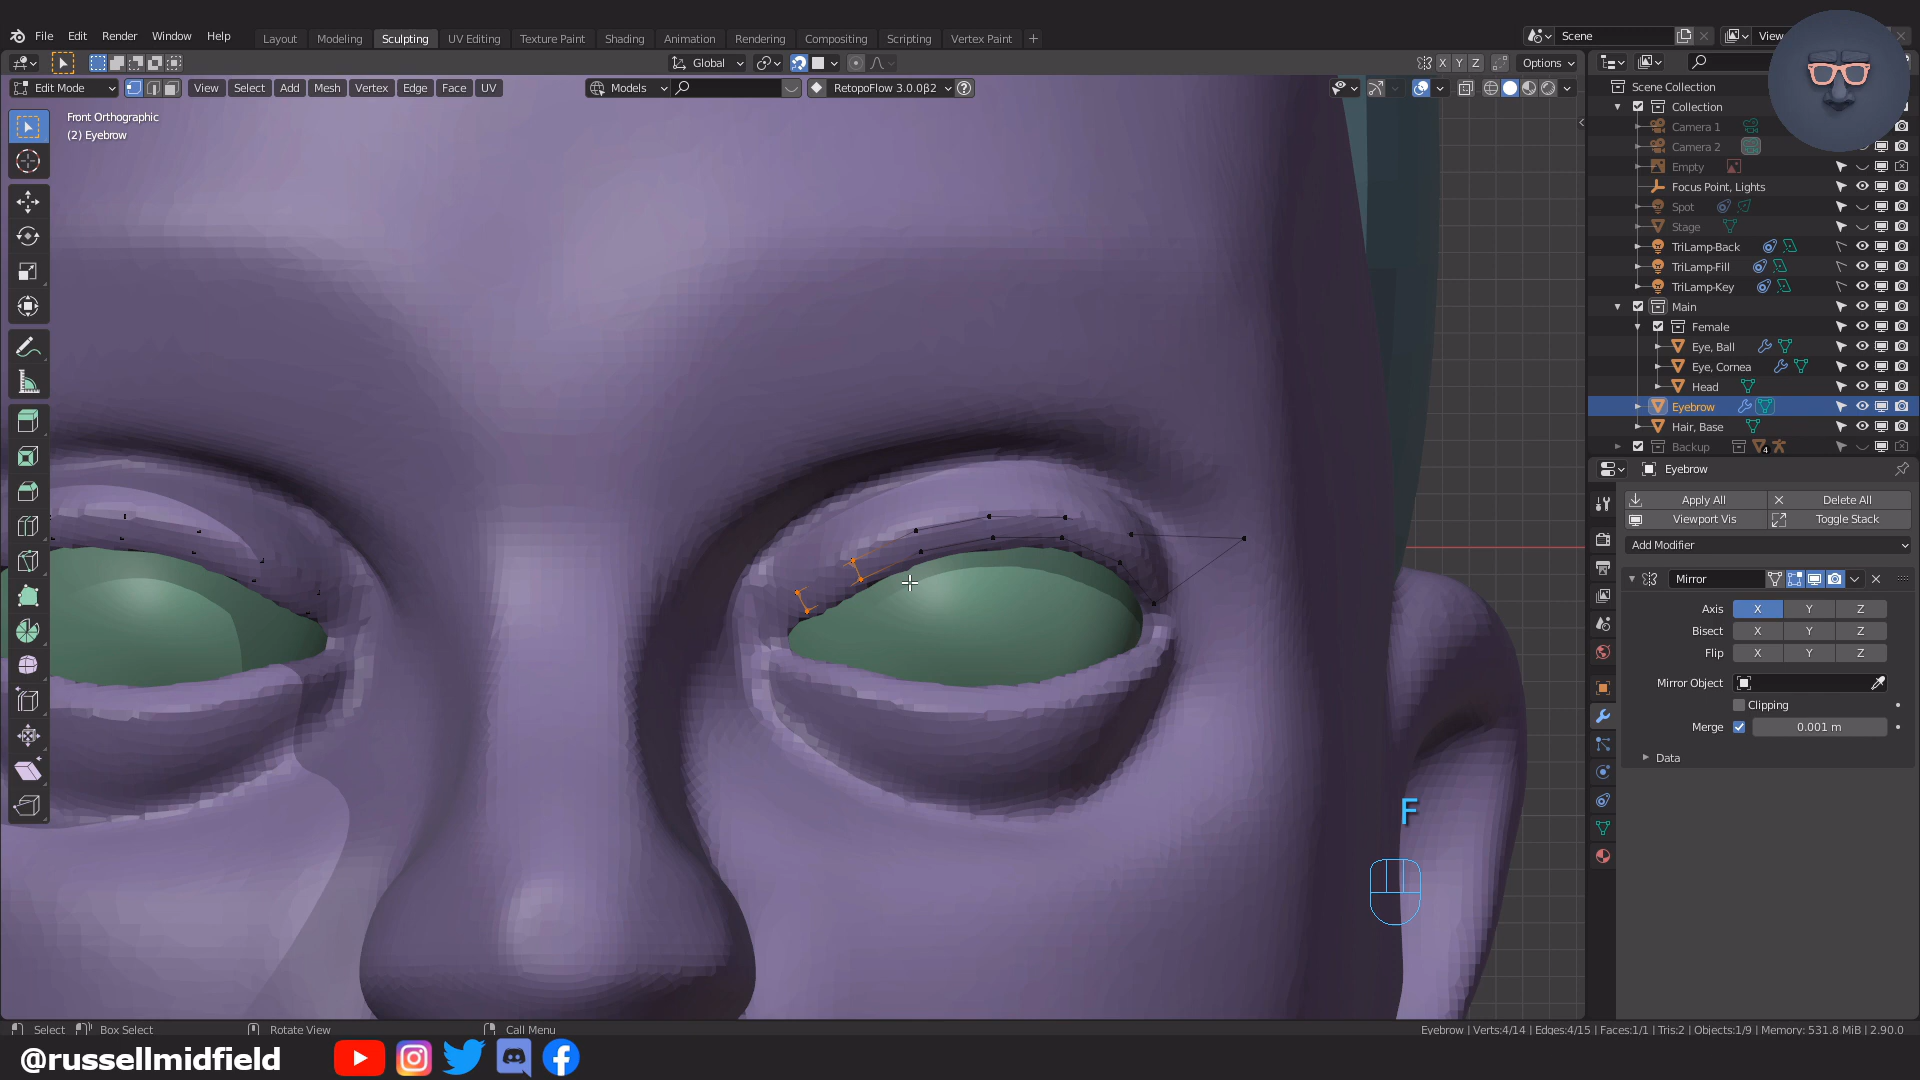 File Edit Render Window Help Layout Modeling Sculpting UV Editing Texture Paint Shading Animation Rendering Compositing Scripting Vertex Paint + Scene View
Global X Y Z Options
Edit Mode View Select Add Mesh Vertex Edge Face UV Models RetopoFlow 3.0.0β2 ?
Front Orthographic
(2) Eyebrow
Scene Collection
Collection
Camera 1
Camera 2
Empty
Focus Point, Lights
Spot
Stage
TriLamp-Back
TriLamp-Fill
TriLamp-Key
Main
Female
Eye, Ball
Eye, Cornea
Head
Eyebrow
Hair, Base
Backup 4
Eyebrow
Apply All Delete All
Viewport Vis Toggle Stack
Add Modifier
Mirror
Axis X Y Z
Bisect X Y Z
Flip X Y Z
Mirror Object
Clipping
Merge 0.001 m
Data
F
Select Box Select Rotate View Call Menu Eyebrow | Verts:4/14 | Edges:4/15 | Faces:1/1 | Tris:2 | Objects:1/9 | Memory: 531.8 MiB | 2.90.0
@russellmidfield